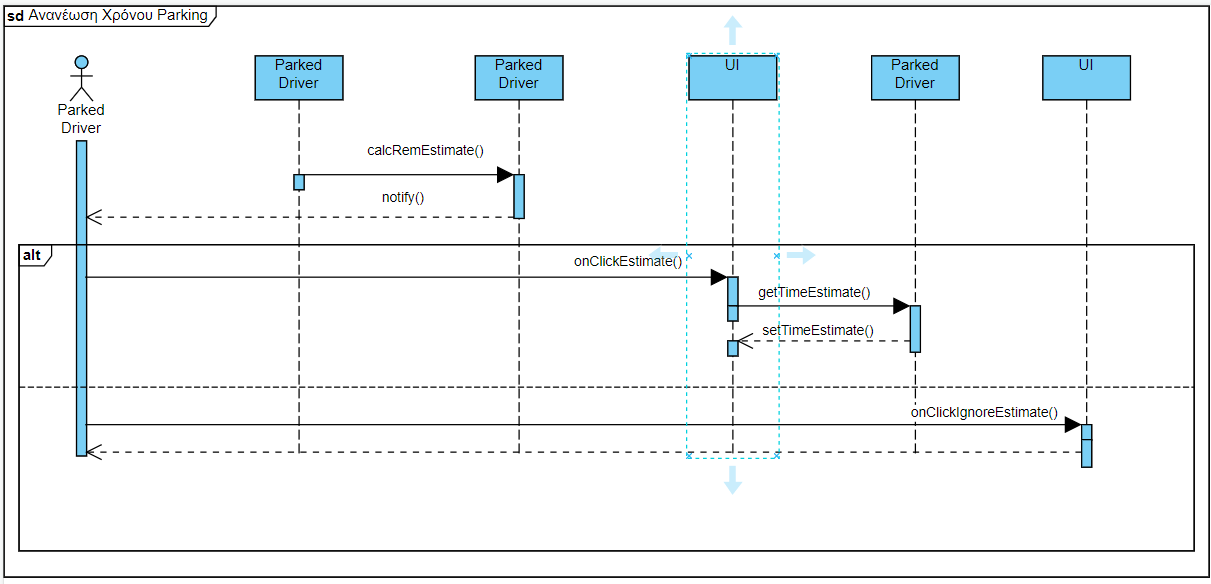 sd Ανανέωση Χρόνου Parking
Parked
Driver
Parked
Driver
Parked
Driver
UI
Parked
Driver
UI
calcRemEstimate()
notify()
alt
onClickEstimate()
getTimeEstimate()
setTimeEstimate()
onClickIgnoreEstimate()